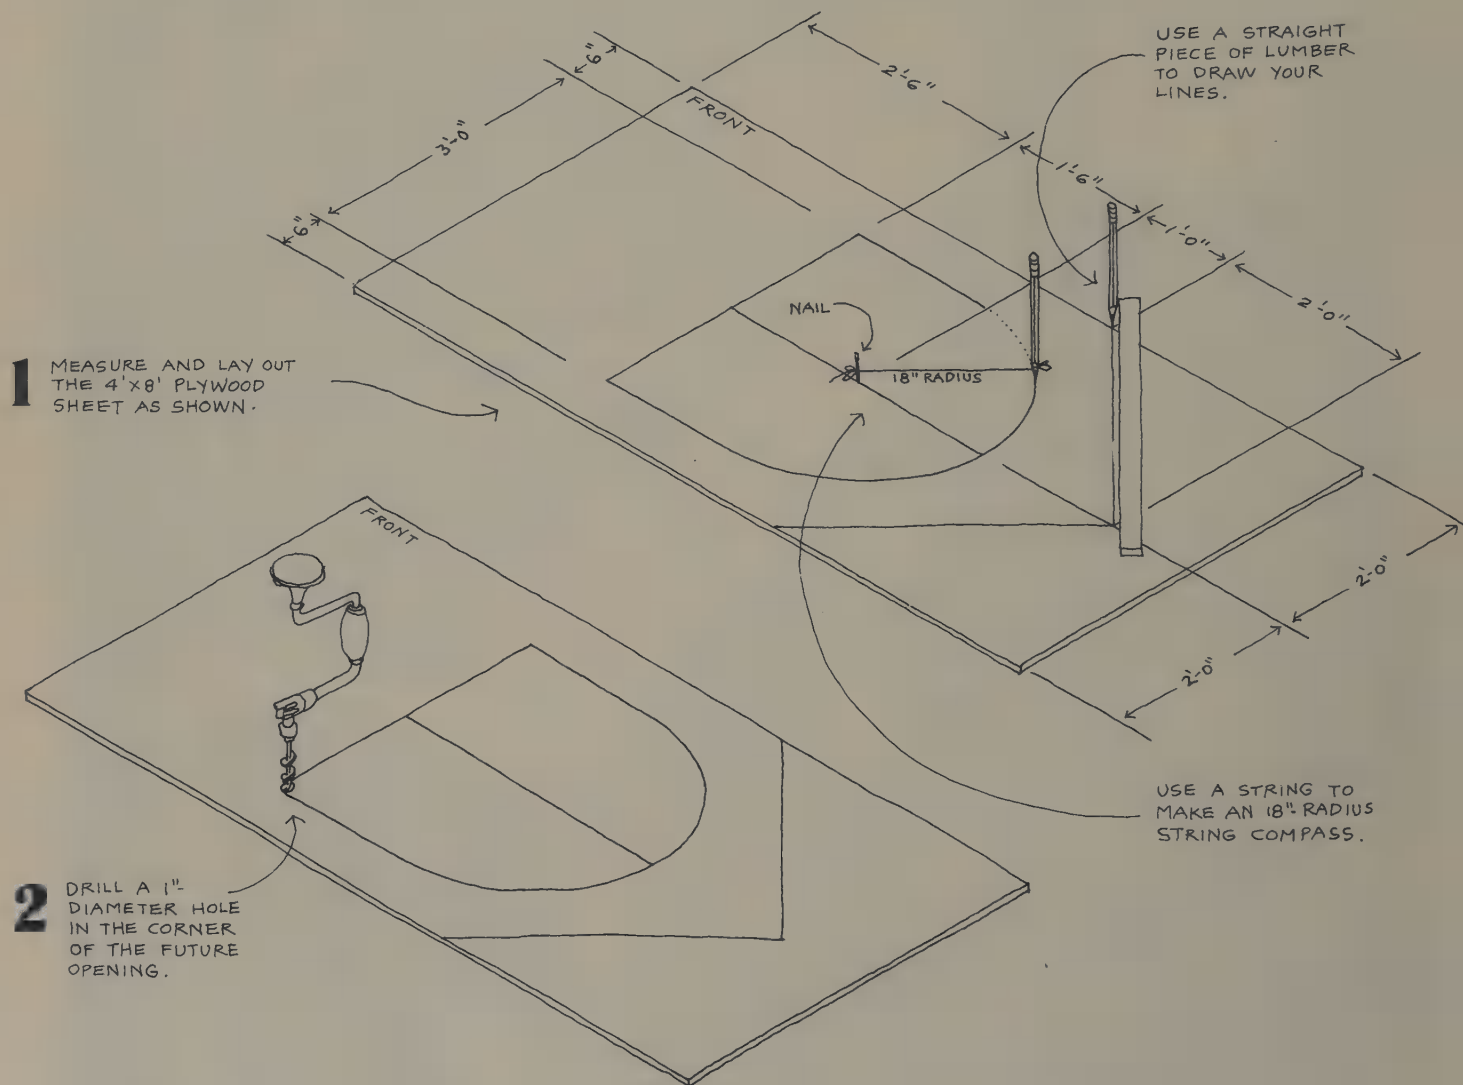 USE A STRAIGHT
PIECE OF LUMBER
TO DRAW YOUR
LINES.
6"
2'-6"
FRONT
3'-0"
1'-6"
6"
1'-0"
2'-0"
NAIL
18" RADIUS
1 MEASURE AND LAY OUT
THE 4'X8' PLYWOOD
SHEET AS SHOWN.
FRONT
2'-0"
2'-0"
USE A STRING TO
MAKE AN 18"-RADIUS
STRING COMPASS.
2 DRILL A 1"-
DIAMETER HOLE
IN THE CORNER
OF THE FUTURE
OPENING.